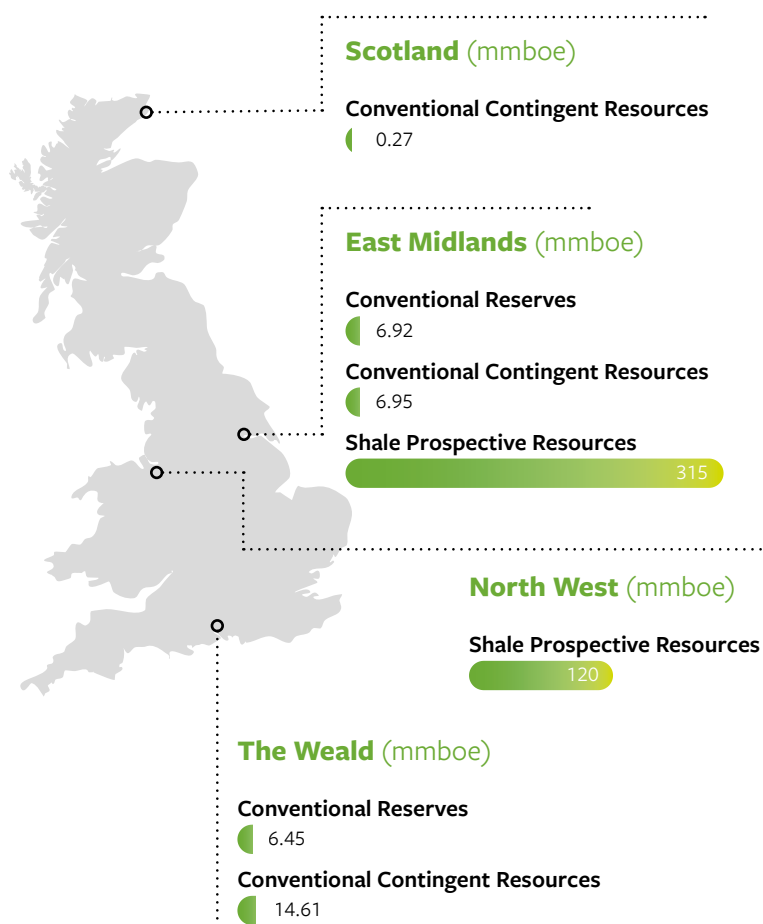 Scotland (mmboe)
Conventional Contingent Resources
0.27
East Midlands (mmboe)
Conventional Reserves
6.92
Conventional Contingent Resources
6.95
Shale Prospective Resources
315
North West (mmboe)
Shale Prospective Resources
120
The Weald (mmboe)
Conventional Reserves
6.45
Conventional Contingent Resources
14.61